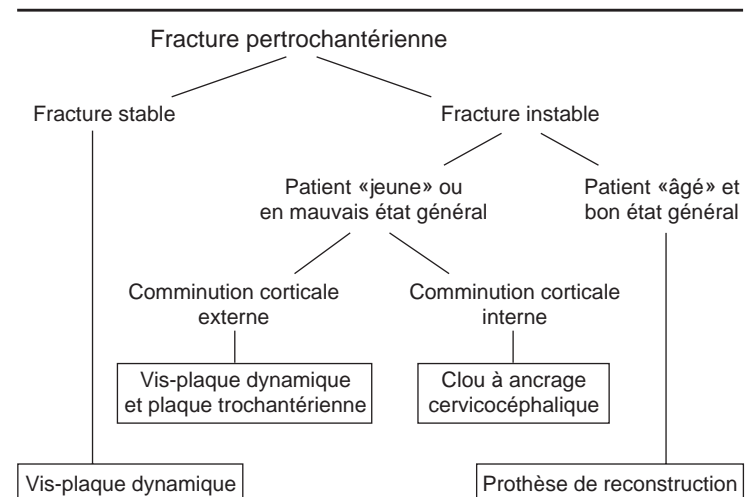 Fracture pertrochantérienne
Fracture stable
Fracture instable
Patient «jeune» ou
en mauvais état général
Patient «âgé» et
bon état général
Comminution corticale
externe
Comminution corticale
interne
Vis-plaque dynamique
et plaque trochantérienne
Clou à ancrage
cervicocéphalique
Vis-plaque dynamique
Prothèse de reconstruction